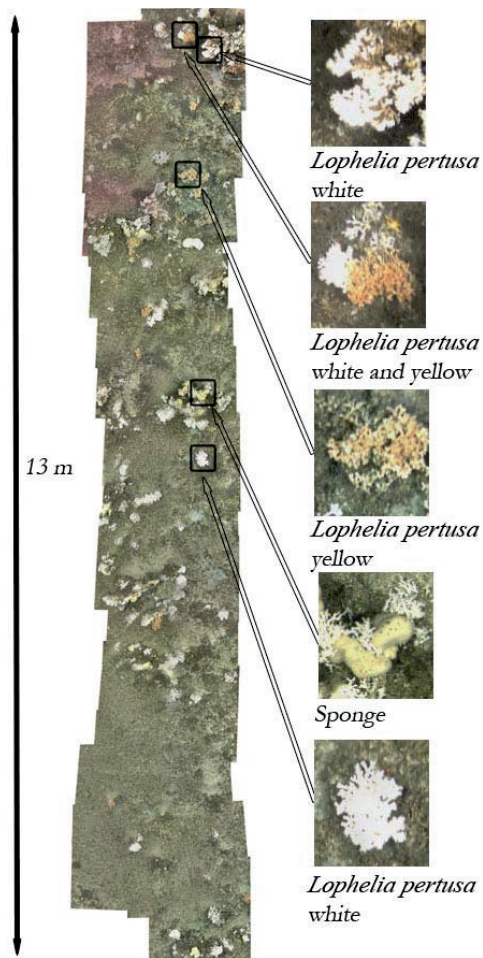 Lophelia pertusa
white
Lophelia pertusa
white and yellow
13 m
Lophelia pertusa
yellow
Sponge
Lophelia pertusa
white